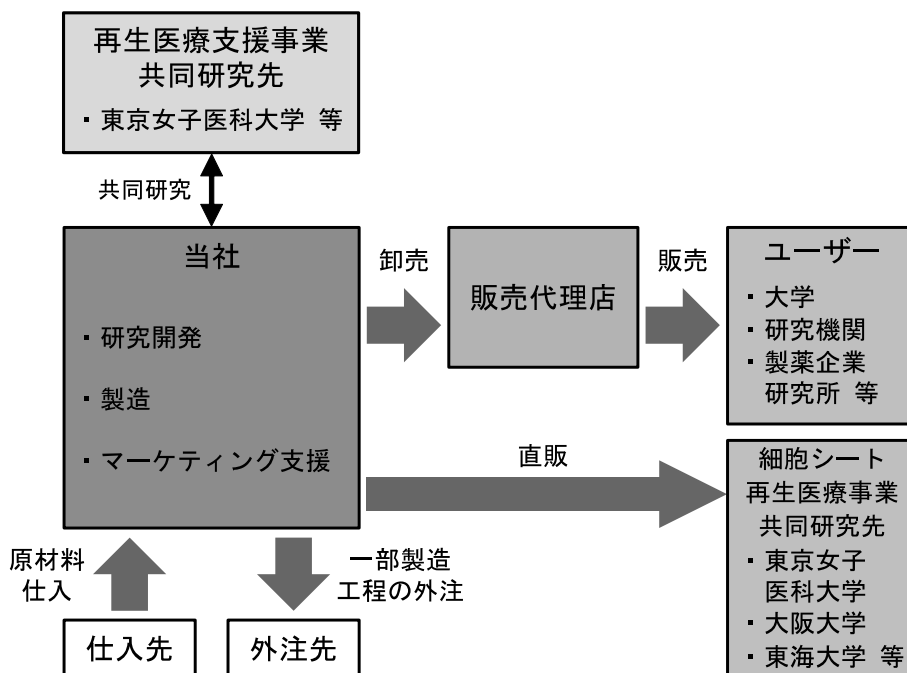 再生医療支援事業
共同研究先
・東京女子医科大学 等
共同研究
当社
・研究開発
・製造
・マーケティング支援
卸売
販売代理店
販売
ユーザー
・大学
・研究機関
・製薬企業
研究所 等
直販
細胞シート
再生医療事業
共同研究先
・東京女子
医科大学
・大阪大学
・東海大学 等
原材料
仕入
一部製造
工程の外注
仕入先
外注先